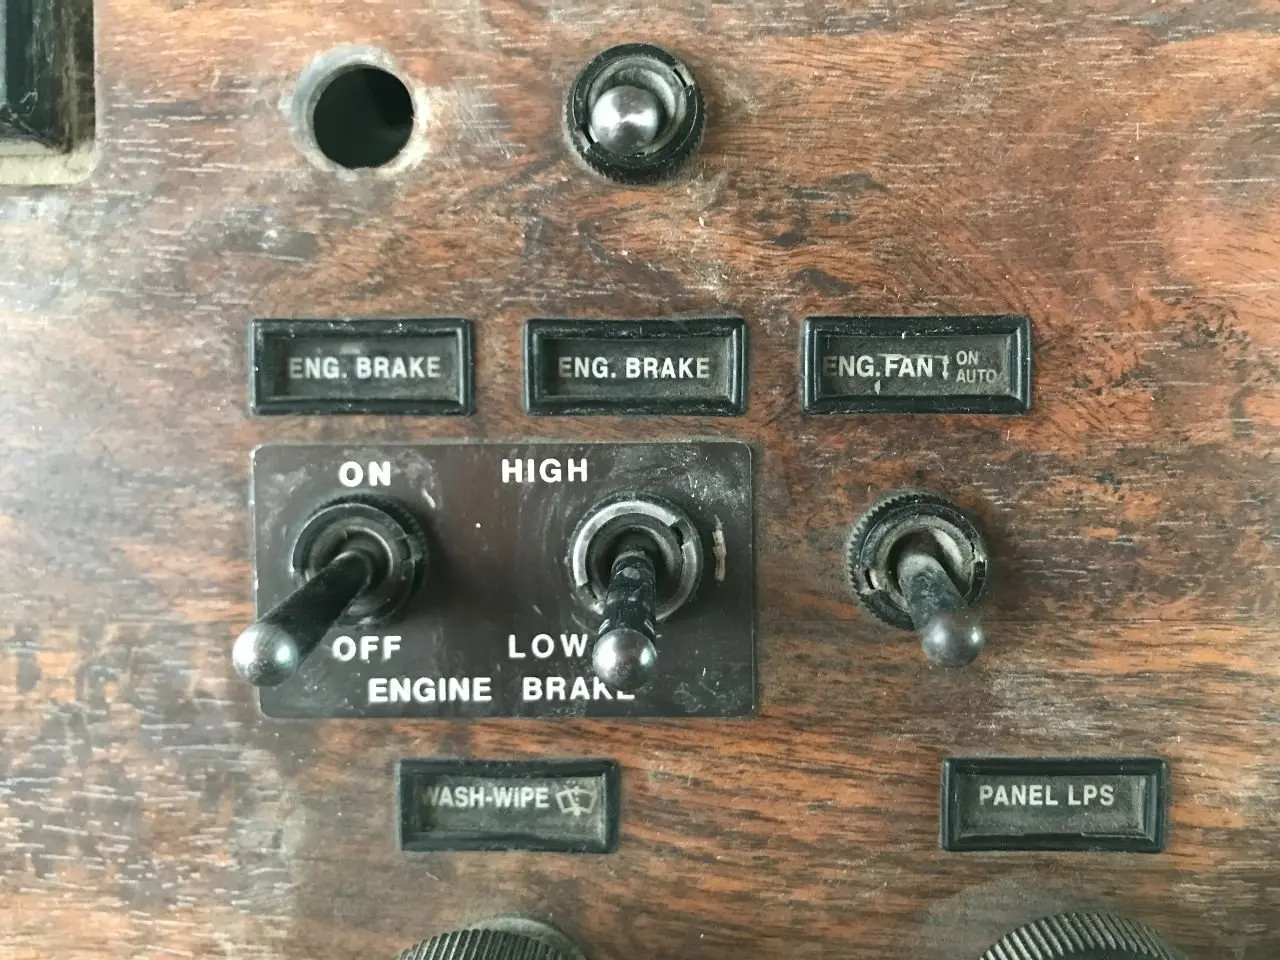 ENG. BRAKE
ENG. BRAKE
ENG. FAN ↕ ON
AUTO
ON
HIGH
OFF
LOW
ENGINE BRAKE
WASH-WIPE
PANEL LPS